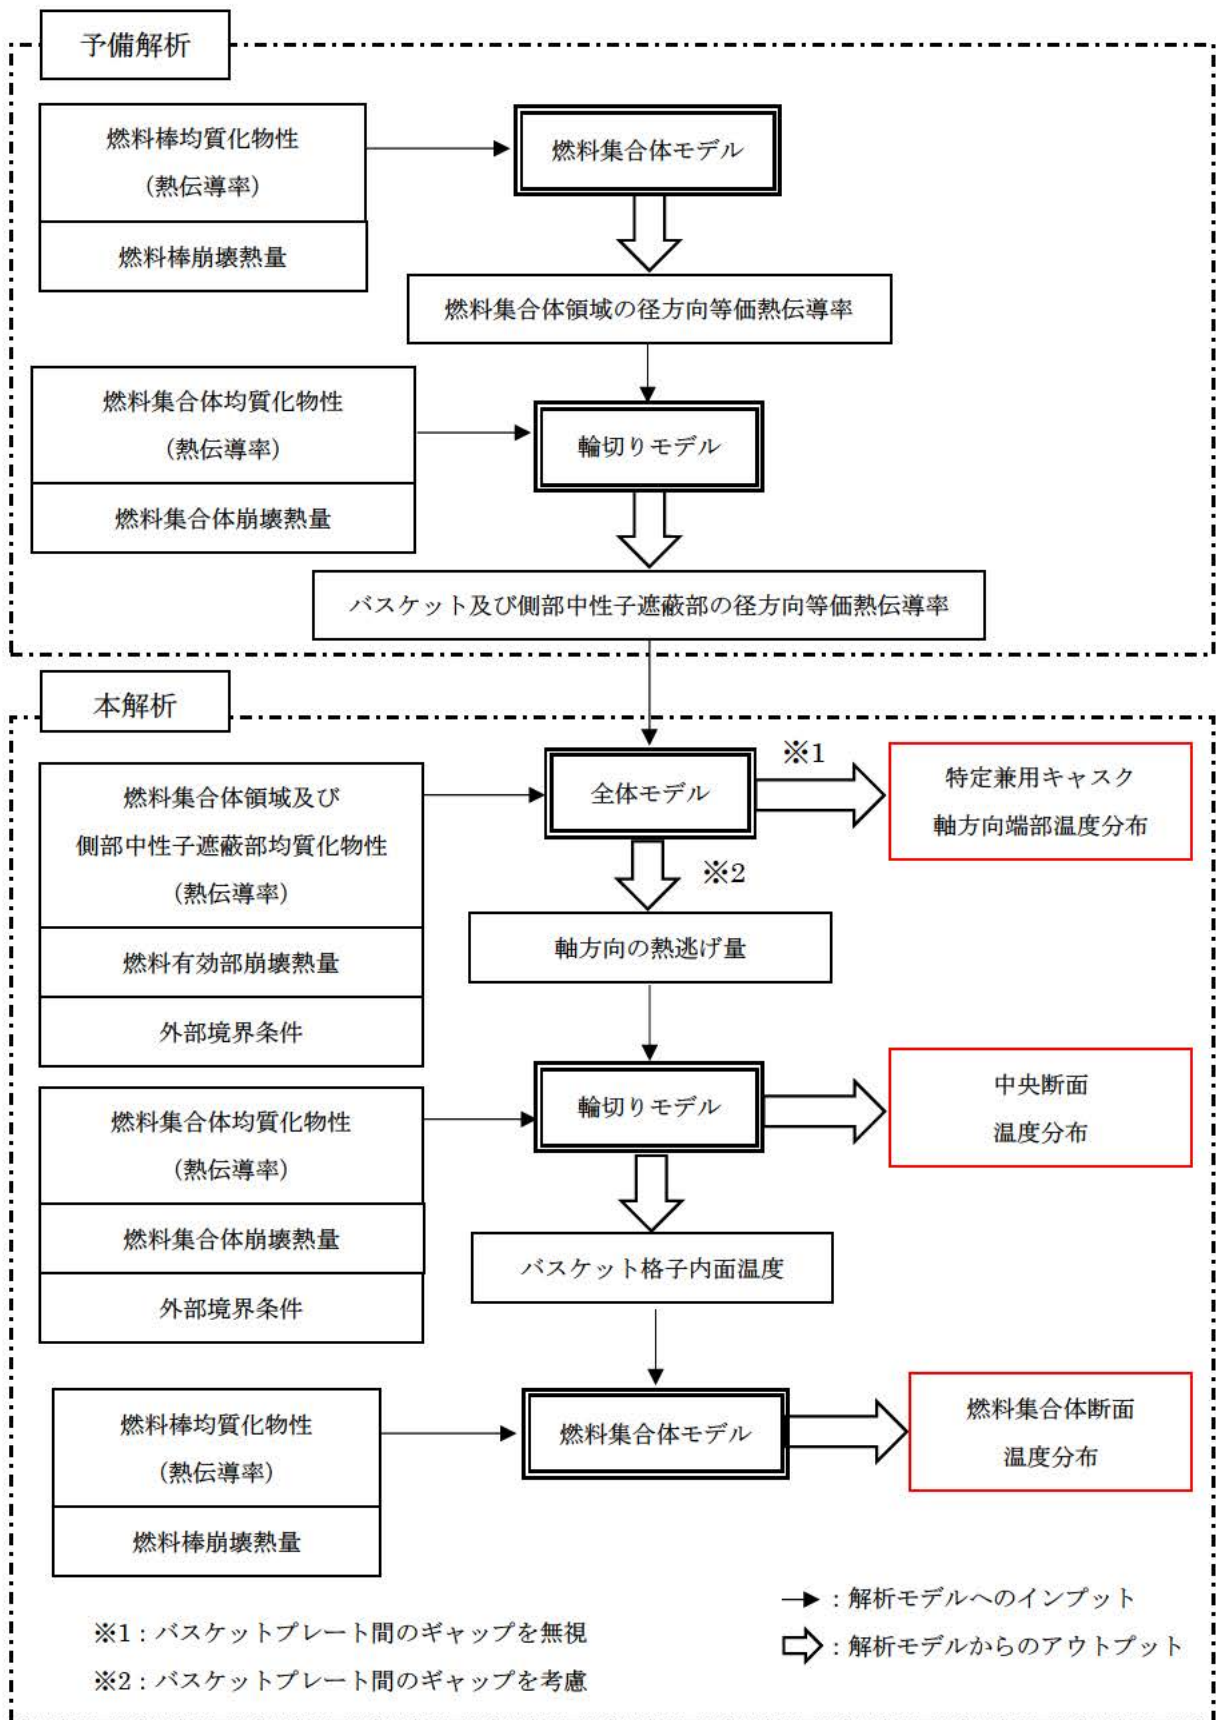 予備解析
燃料棒均質化物性
(熱伝導率)
燃料棒崩壊熱量
燃料集合体モデル
燃料集合体領域の径方向等価熱伝導率
燃料集合体均質化物性
(熱伝導率)
燃料集合体崩壊熱量
輪切りモデル
バスケット及び側部中性子遮蔽部の径方向等価熱伝導率
本解析
燃料集合体領域及び
側部中性子遮蔽部均質化物性
(熱伝導率)
燃料有効部崩壊熱量
外部境界条件
全体モデル
※1
特定兼用キャスク
軸方向端部温度分布
※2
軸方向の熱逃げ量
燃料集合体均質化物性
(熱伝導率)
燃料集合体崩壊熱量
外部境界条件
輪切りモデル
中央断面
温度分布
バスケット格子内面温度
燃料棒均質化物性
(熱伝導率)
燃料棒崩壊熱量
燃料集合体モデル
燃料集合体断面
温度分布
：解析モデルへのインプット
：解析モデルからのアウトプット
※1：バスケットプレート間のギャップを無視
※2：バスケットプレート間のギャップを考慮